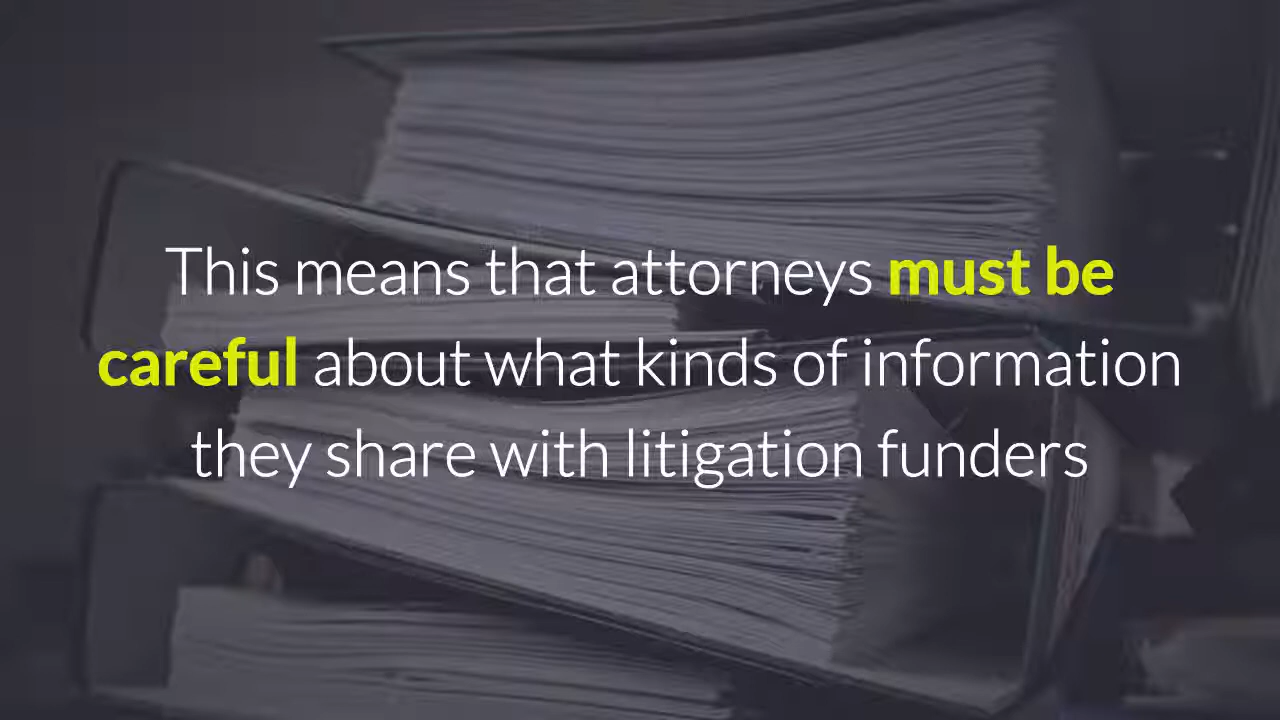 This means that attorneys must be
careful about what kinds of information
they share with litigation funders